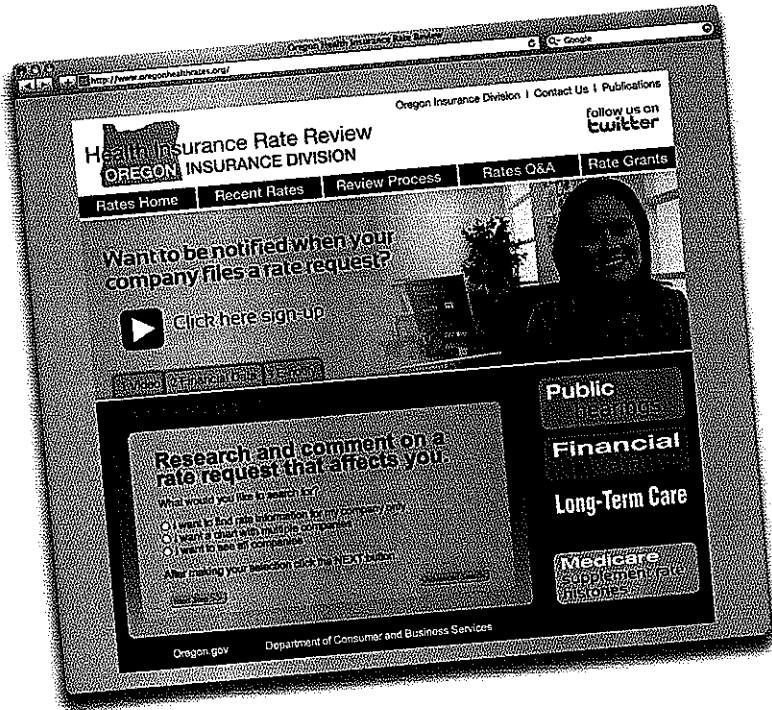 Oregon Health Insurance Rate Review
http://www.oregonhealthrates.org/
Google
Oregon Insurance Division | Contact Us | Publications
follow us on
twitter
Health Insurance Rate Review
OREGON INSURANCE DIVISION
Rates Home
Recent Rates
Review Process
Rates Q&A
Rate Grants
Want to be notified when your
company files a rate request?
Click here sign-up
2 Financial Data
Research and comment on a
rate request that affects you.
What would you like to search for?
I want to find rate information for my company only
I want a chart with multiple companies
I want to see all companies
After making your selection click the NEXT button
Public
hearings
Financial
Long-Term Care
Medicare
supplement rate
histories
Oregon.gov
Department of Consumer and Business Services